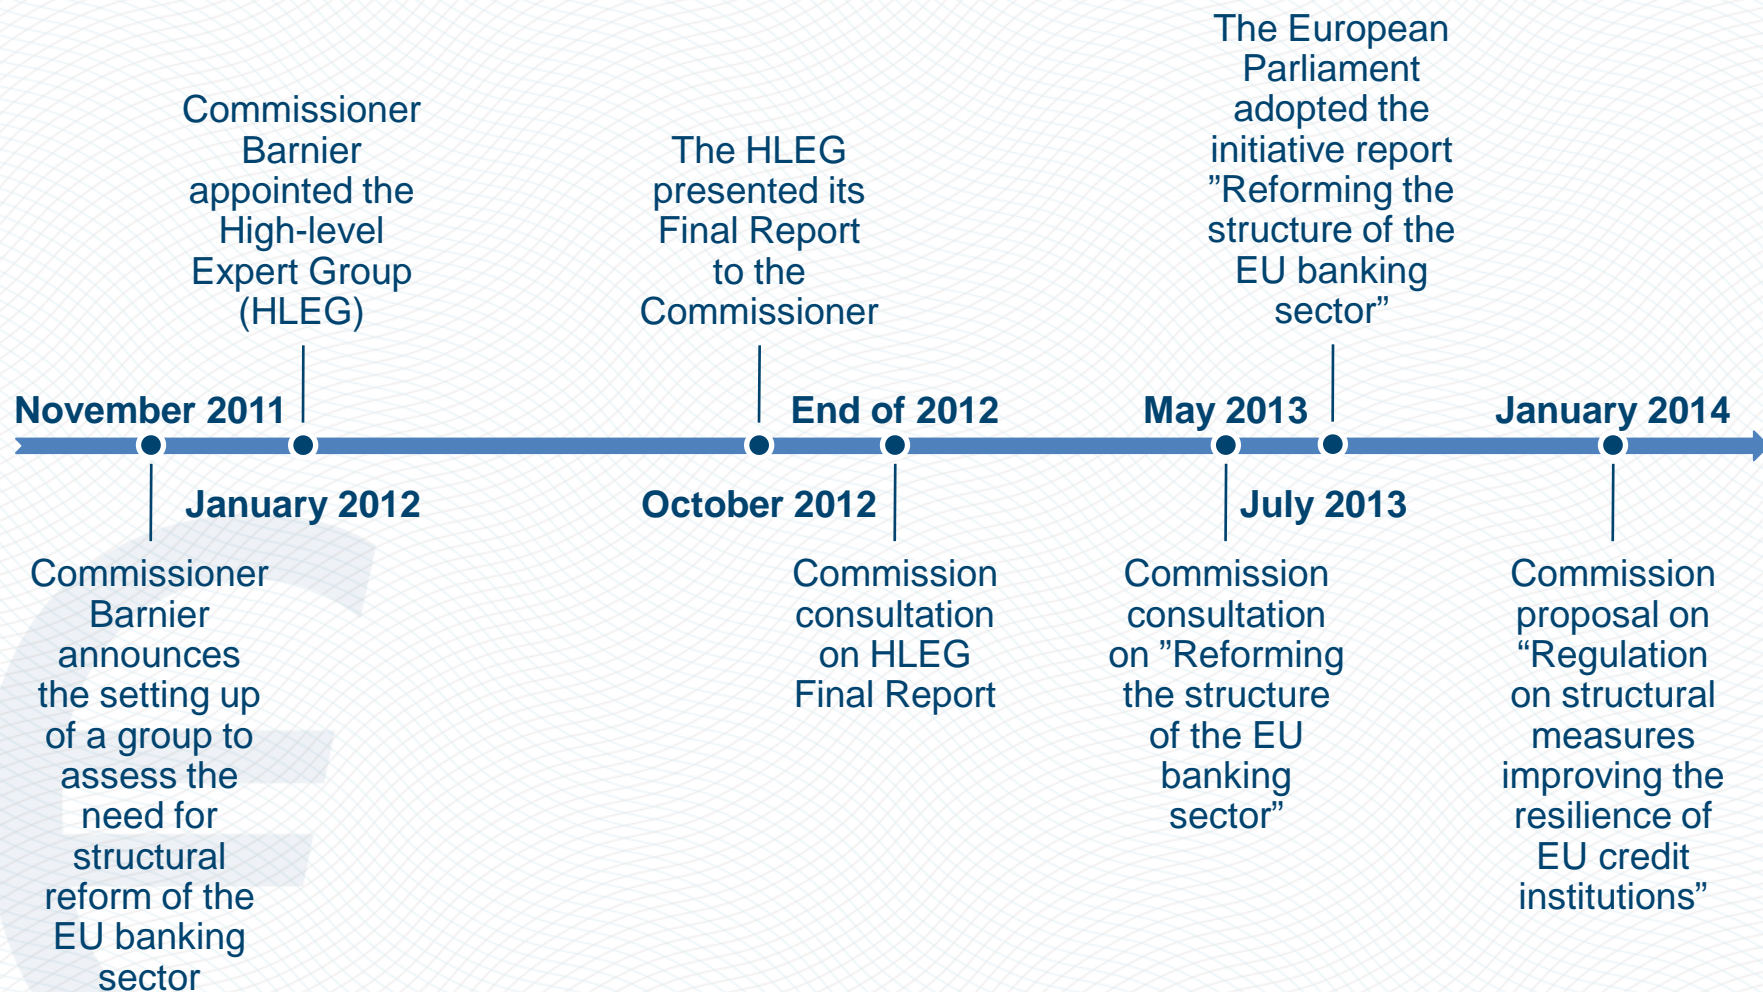 November 2011
Commissioner
Barnier
announces
the setting up
of a group to
assess the
need for
structural
reform of the
EU banking
sector
Commissioner
Barnier
appointed the
High-level
Expert Group
(HLEG)
January 2012
The HLEG
presented its
Final Report
to the
Commissioner
October 2012
End of 2012
Commission
consultation
on HLEG
Final Report
May 2013
Commission
consultation
on ”Reforming
the structure
of the EU
banking
sector”
The European
Parliament
adopted the
initiative report
”Reforming the
structure of the
EU banking
sector”
July 2013
January 2014
Commission
proposal on
“Regulation
on structural
measures
improving the
resilience of
EU credit
institutions”